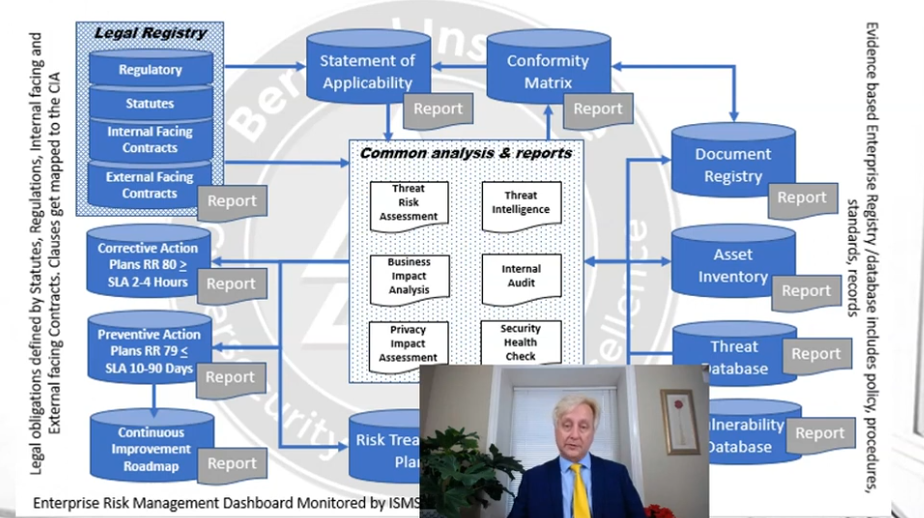 Legal Registry
Regulatory
Statutes
Internal Facing
Contracts
External Facing
Contracts
Report
Statement of
Applicability
Report
Conformity
Matrix
Report
Common analysis & reports
Threat
Risk
Assessment
Threat
Intelligence
Business
Impact
Analysis
Internal
Audit
Privacy
Impact
Assessment
Security
Health
Check
Document
Registry
Report
Asset
Inventory
Report
Threat
Database
Report
Database
Report
Corrective Action
Plans RR 80 ≥
SLA 2-4 Hours
Report
Preventive Action
Plans RR 79 ≤
SLA 10-90 Days
Report
Continuous
Improvement
Roadmap
Report
Risk
Legal obligations defined by Statutes, Regulations, Internal facing and
External facing Contracts. Clauses get mapped to the CIA
Evidence based Enterprise Registry /database includes policy, procedures,
standards, records
Enterprise Risk Management Dashboard Monitored by ISMS